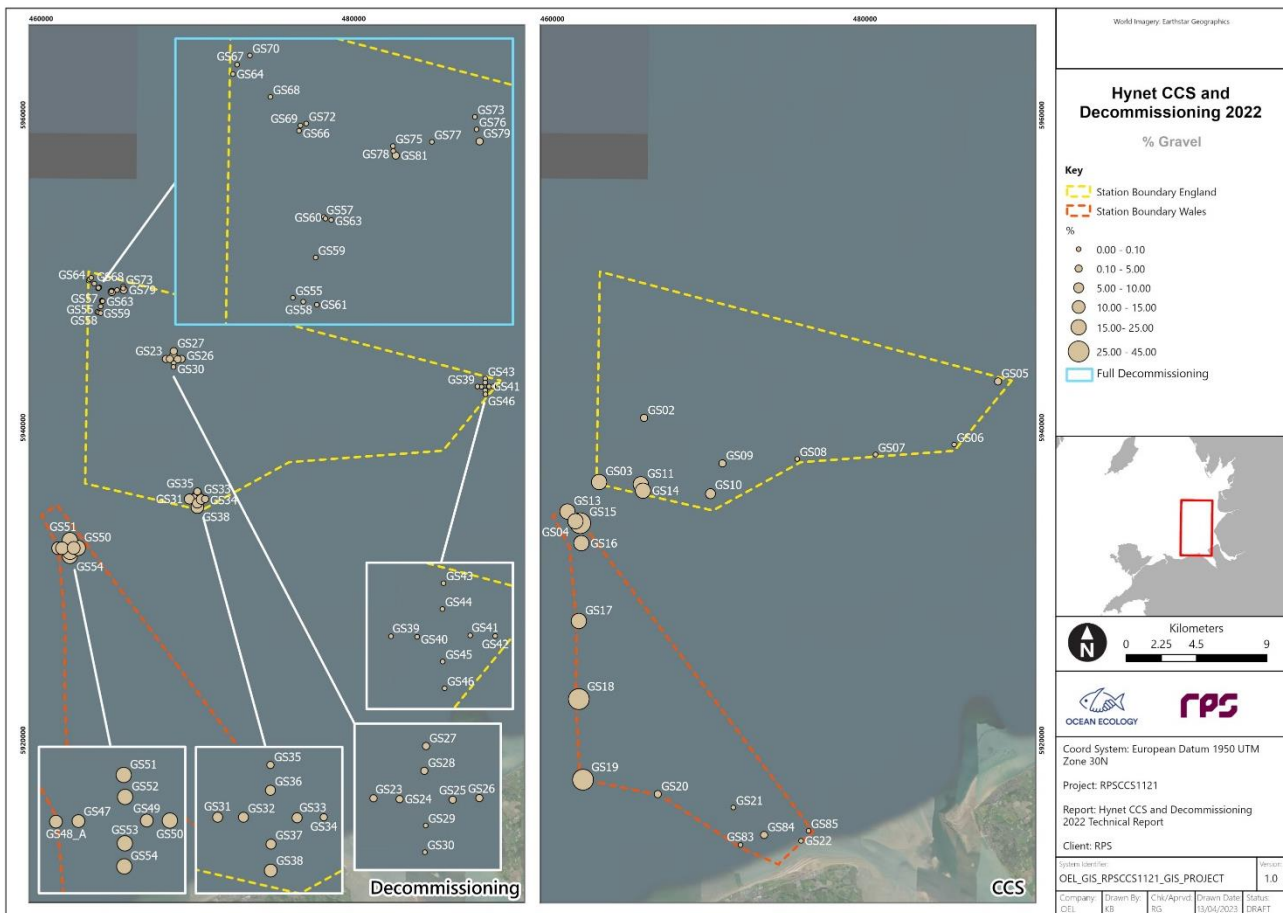 460000
480000
5960000
5940000
5920000
GS70
GS67
GS64
GS68
GS69
GS72
GS66
GS73
GS76
GS79
GS75
GS77
GS78
GS81
GS57
GS60
GS63
GS59
GS55
GS58
GS61
GS64
GS68
GS73
GS79
GS57
GS63
GS55
GS59
GS58
GS27
GS23
GS26
GS30
GS43
GS39
GS41
GS46
GS35
GS33
GS31
GS34
GS38
GS51
GS50
GS54
GS43
GS44
GS39
GS40
GS41
GS42
GS45
GS46
GS51
GS52
GS47
GS49
GS48_A
GS50
GS53
GS54
GS35
GS36
GS31
GS32
GS33
GS34
GS37
GS38
GS27
GS28
GS23
GS24
GS25
GS26
GS29
GS30
Decommissioning
460000
480000
5960000
5940000
5920000
GS05
GS02
GS06
GS07
GS08
GS09
GS03
GS11
GS14
GS10
GS13
GS15
GS04
GS16
GS17
GS18
GS19
GS20
GS21
GS85
GS84
GS83
GS22
CCS
World Imagery: Earthstar Geographics
Hynet CCS and
Decommissioning 2022
% Gravel
Key
Station Boundary England
Station Boundary Wales
%
0.00 - 0.10
0.10 - 5.00
5.00 - 10.00
10.00 - 15.00
15.00- 25.00
25.00 - 45.00
Full Decommissioning
N
Kilometers
0 2.25 4.5 9
OCEAN ECOLOGY
rps
Coord System: European Datum 1950 UTM
Zone 30N
Project: RPSCCS1121
Report: Hynet CCS and Decommissioning
2022 Technical Report
Client: RPS
System Identifier:
OEL_GIS_RPSCCS1121_GIS_PROJECT
Version:
1.0
Company:
OEL
Drawn By:
KB
Chk/Aprvd:
RG
Drawn Date:
13/04/2023
Status:
DRAFT